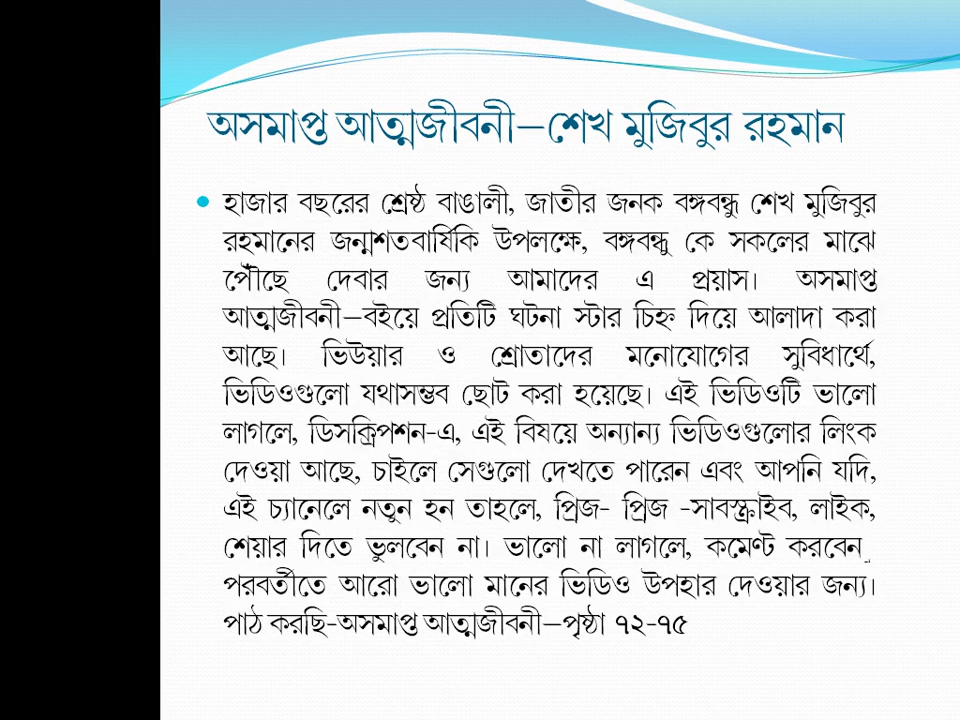 অসমাপ্ত আত্মজীবনী–শেখ মুজিবুর রহমান
হাজার বছরের শ্রেষ্ঠ বাঙালী, জাতীর জনক বঙ্গবন্ধু শেখ মুজিবুর
রহমানের জন্মশতবার্ষিকি উপলক্ষে, বঙ্গবন্ধু কে সকলের মাঝে
পৌঁছে দেবার জন্য আমাদের এ প্রয়াস। অসমাপ্ত
আত্মজীবনী–বইয়ে প্রতিটি ঘটনা স্টার চিহ্ন দিয়ে আলাদা করা
আছে। ভিউয়ার ও শ্রোতাদের মনোযোগের সুবিধার্থে,
ভিডিওগুলো যথাসম্ভব ছোট করা হয়েছে। এই ভিডিওটি ভালো
লাগলে, ডিসক্রিপশন-এ, এই বিষয়ে অন্যান্য ভিডিওগুলোর লিংক
দেওয়া আছে, চাইলে সেগুলো দেখতে পারেন এবং আপনি যদি,
এই চ্যানেলে নতুন হন তাহলে, প্লিজ- প্লিজ -সাবস্ক্রাইব, লাইক,
শেয়ার দিতে ভুলবেন না। ভালো না লাগলে, কমেণ্ট করবেন
পরবর্তীতে আরো ভালো মানের ভিডিও উপহার দেওয়ার জন্য।
পাঠ করছি-অসমাপ্ত আত্মজীবনী–পৃষ্ঠা ৭২-৭৫